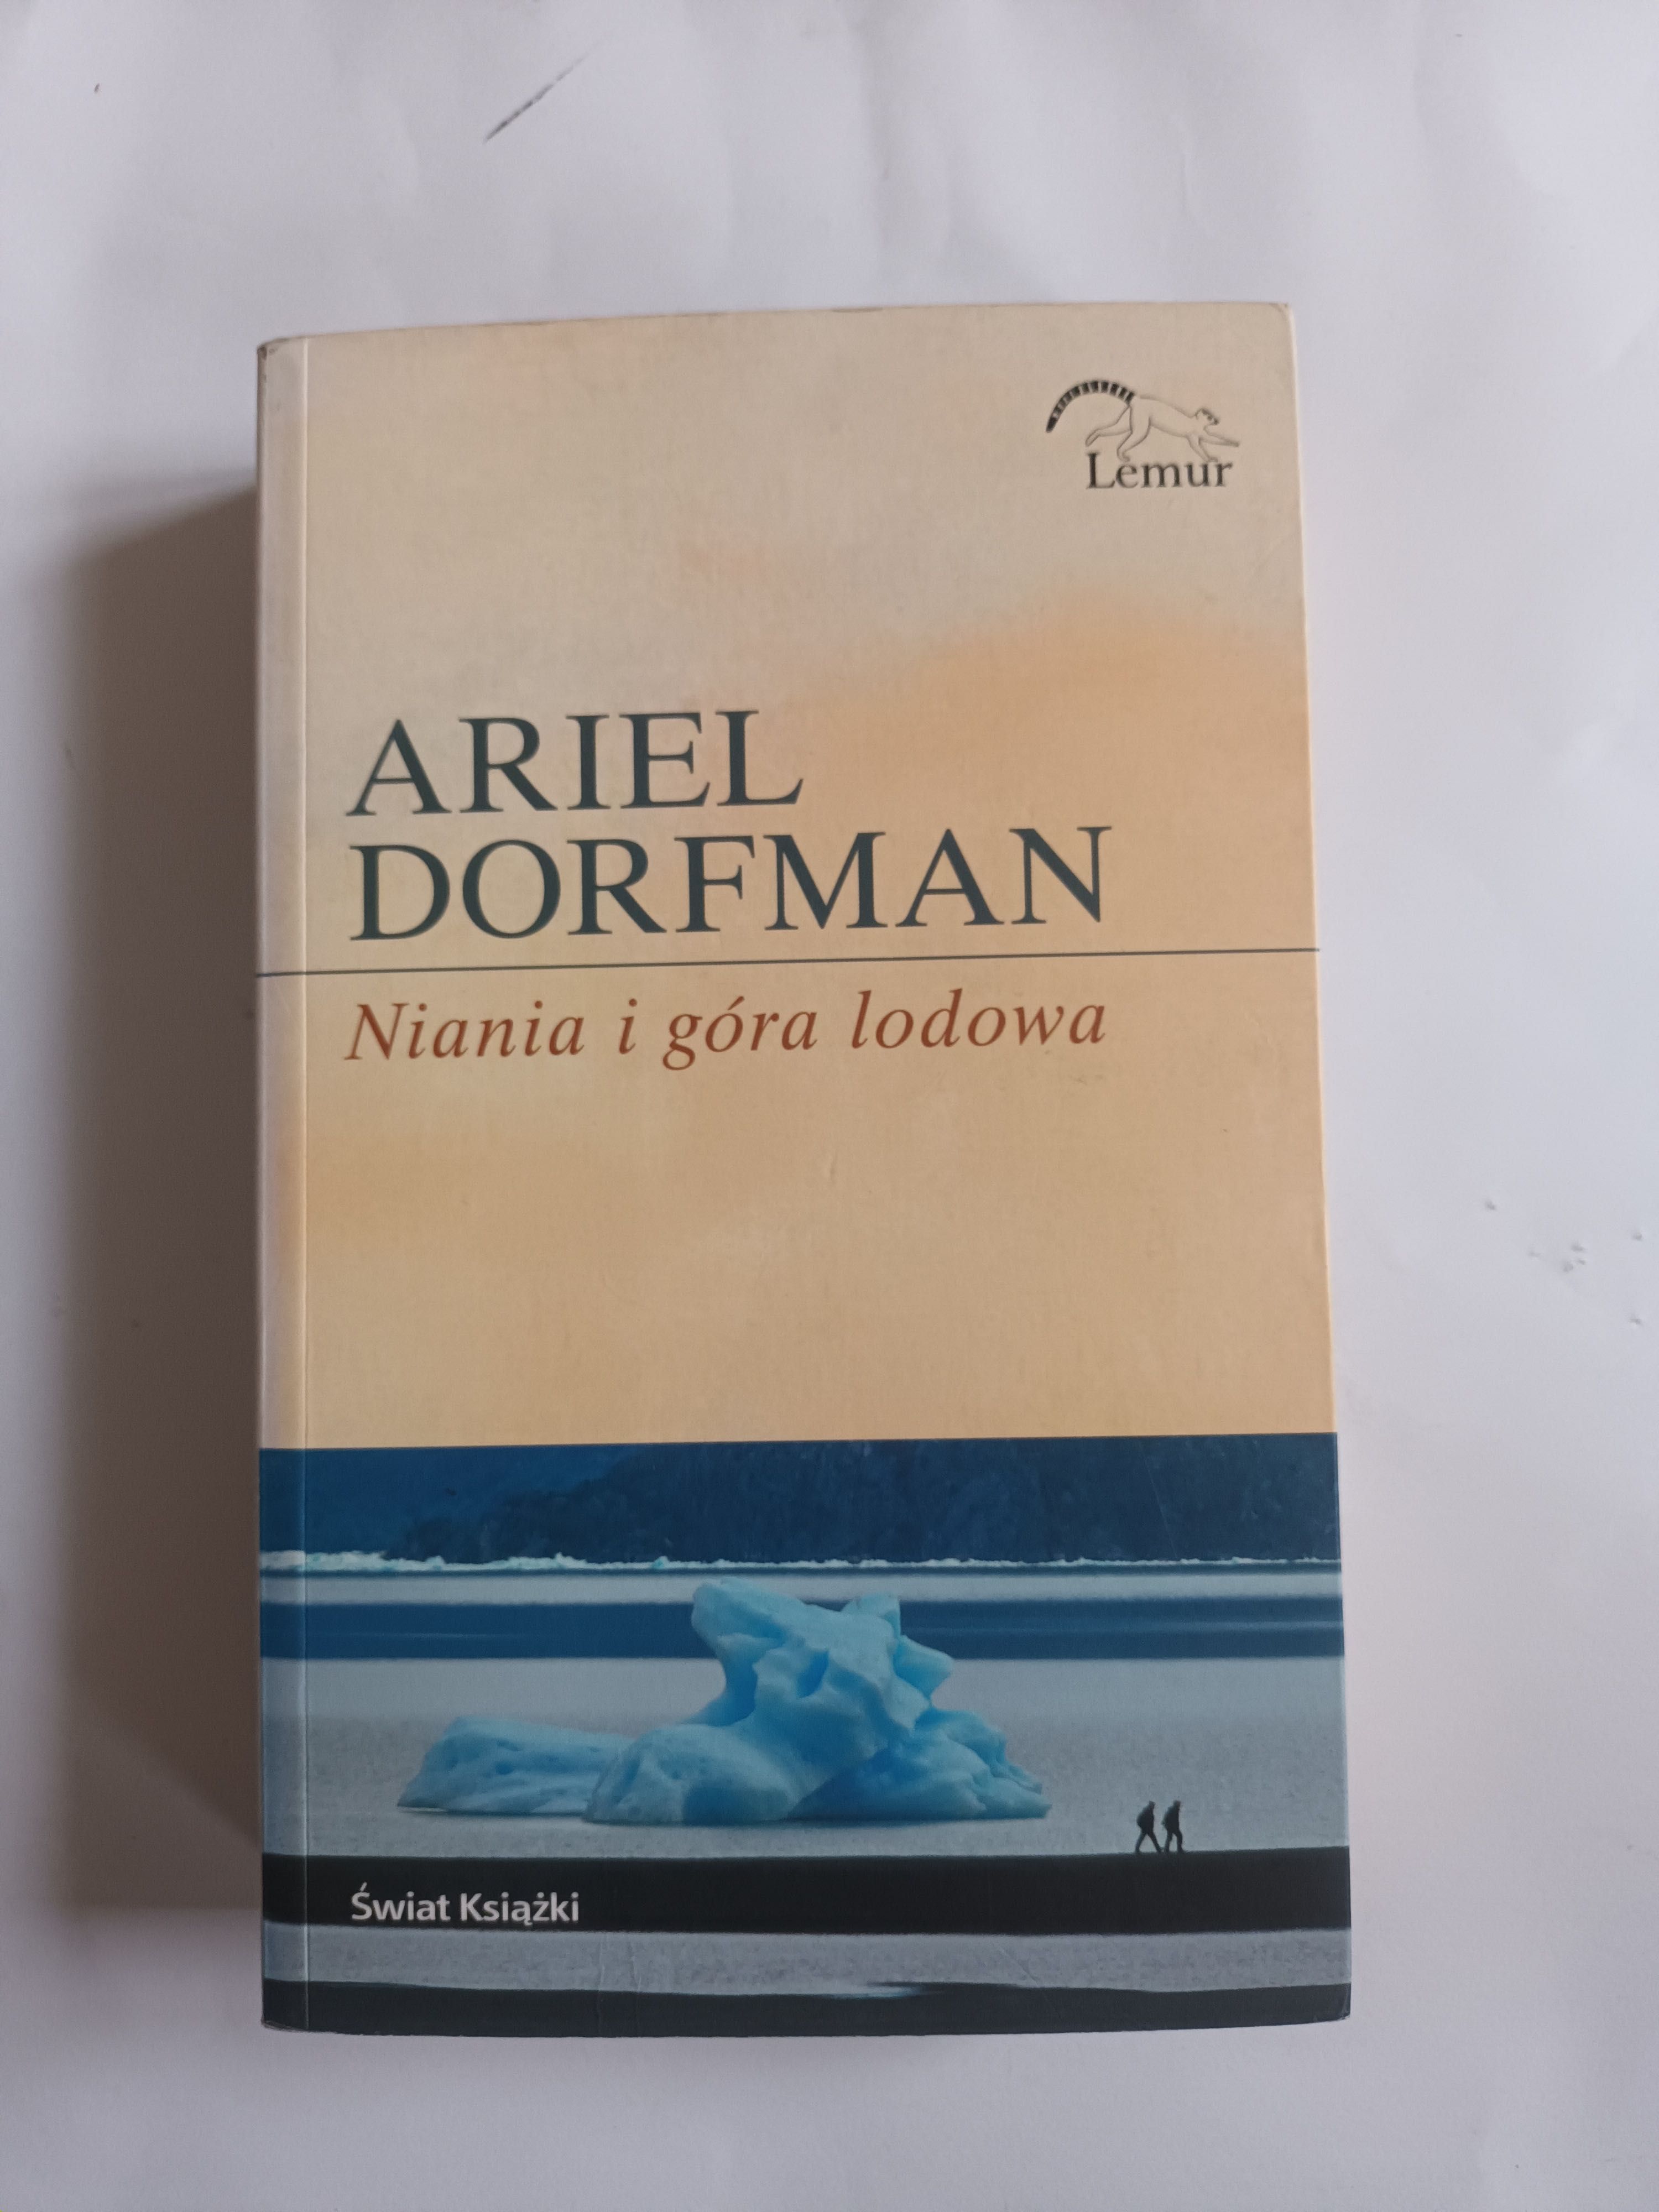 Lemur
ARIEL
DORFMAN
Niania i góra lodowa
Świat Książki